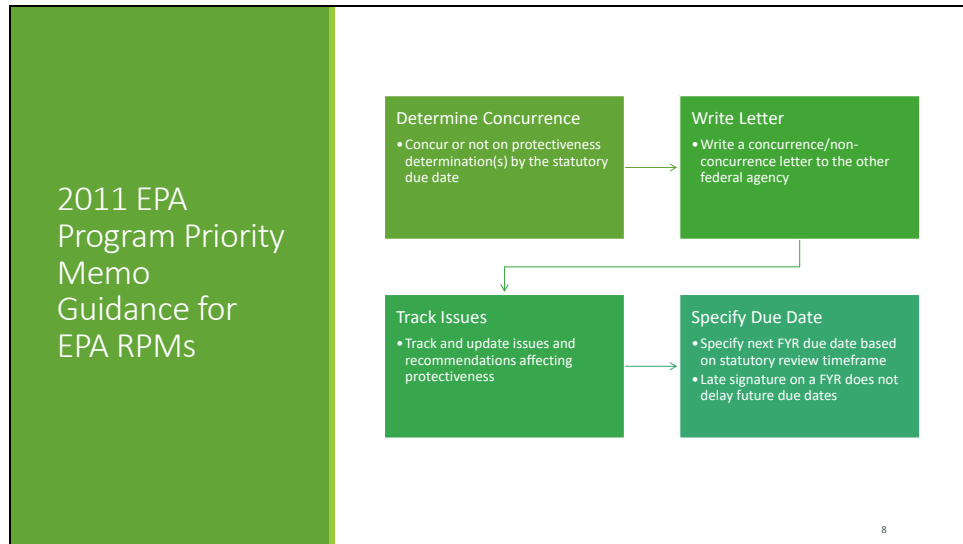 2011 EPA
Program Priority
Memo
Guidance for
EPA RPMs
Determine Concurrence
•Concur or not on protectiveness
determination(s) by the statutory
due date
Write Letter
•Write a concurrence/non-
concurrence letter to the other
federal agency
Track Issues
•Track and update issues and
recommendations affecting
protectiveness
Specify Due Date
•Specify next FYR due date based
on statutory review timeframe
•Late signature on a FYR does not
delay future due dates
8